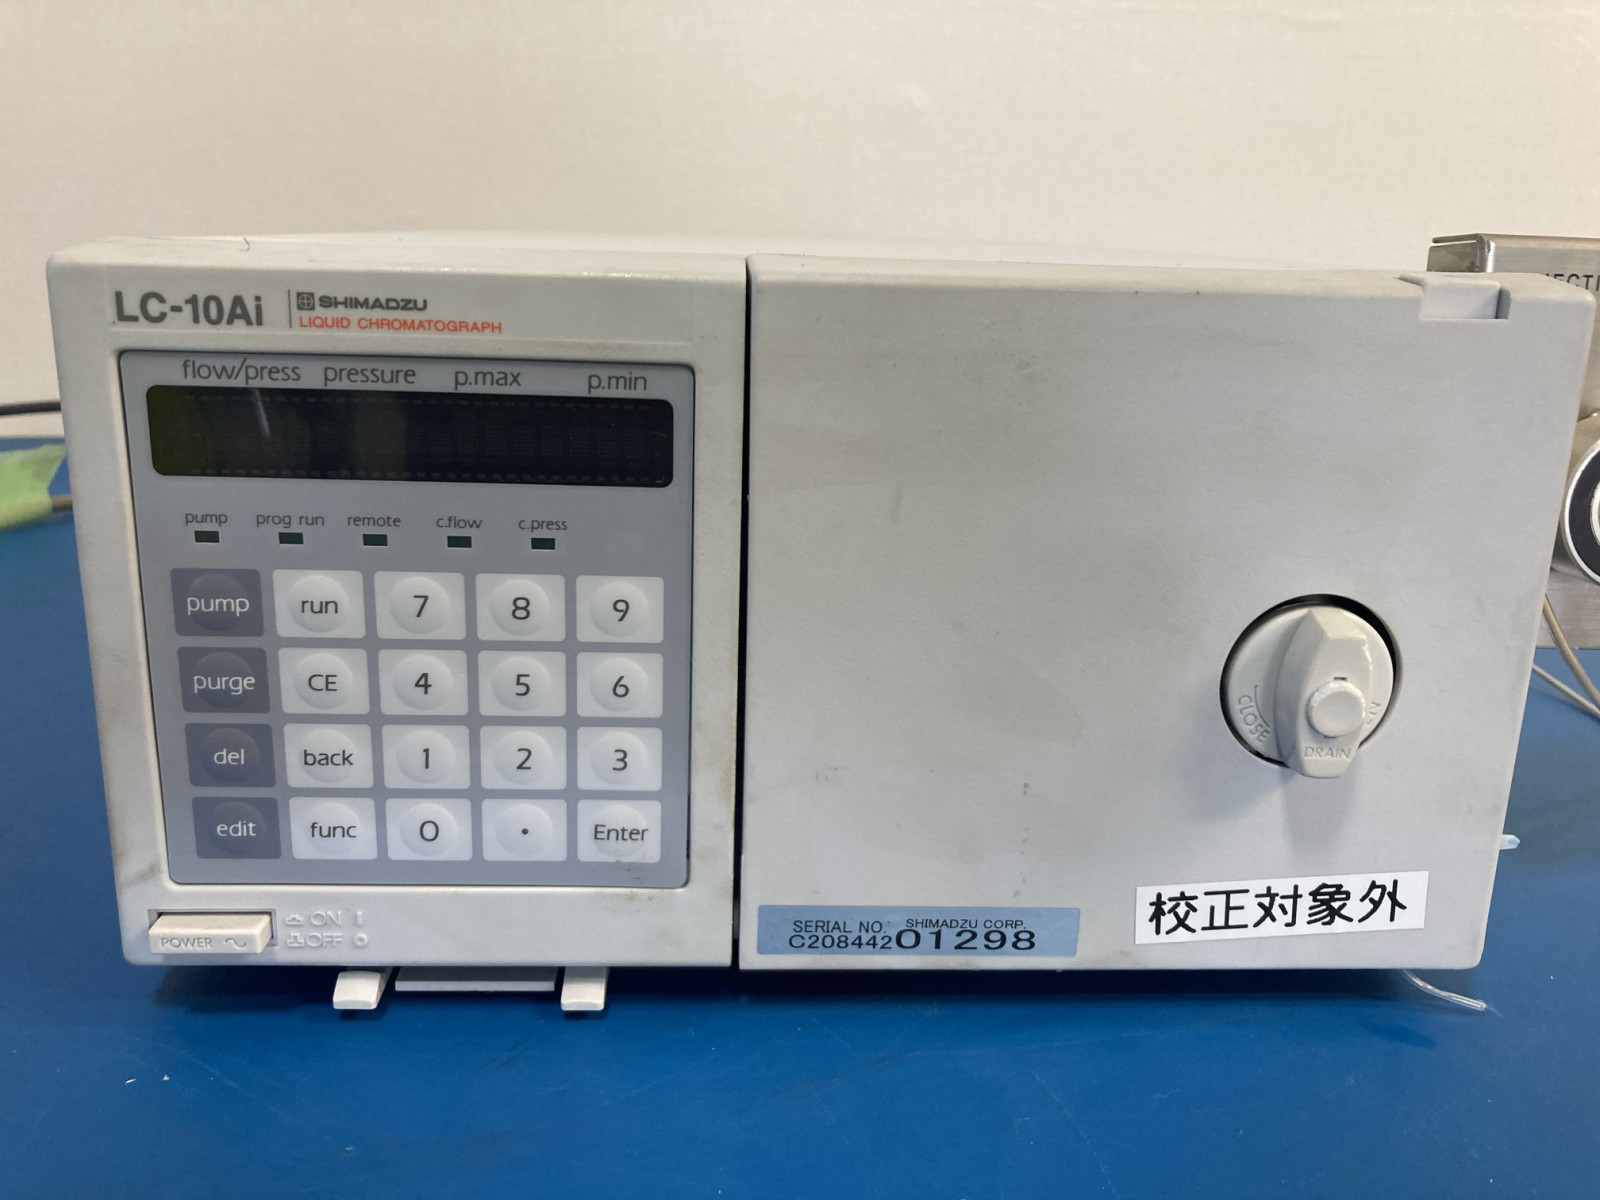 LC-10Ai
SHIMADZU
LIQUID CHROMATOGRAPH
flow/press pressure p.max p.min
pump prog run remote c.flow c.press
pump run 7 8 9
purge CE 4 5 6
del back 1 2 3
edit func 0 . Enter
POWER
ON I
OFF O
CLOSE
DRAIN
SERIAL NO. SHIMADZU CORP.
C20844201298
校正対象外